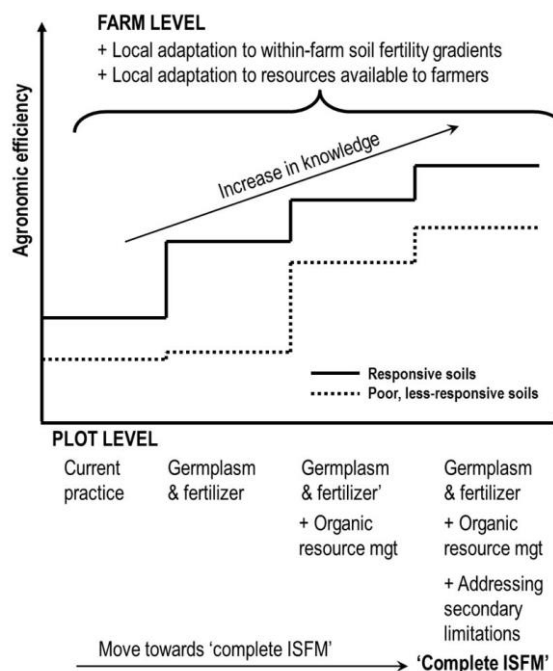 FARM LEVEL
+ Local adaptation to within-farm soil fertility gradients
+ Local adaptation to resources available to farmers
Agronomic efficiency
Increase in knowledge
Responsive soils
Poor, less-responsive soils
PLOT LEVEL
Current
practice
Germplasm
& fertilizer
Germplasm
& fertilizer’
+ Organic
resource mgt
Germplasm
& fertilizer
+ Organic
resource mgt
+ Addressing
secondary
limitations
Move towards ‘complete ISFM’
‘Complete ISFM’